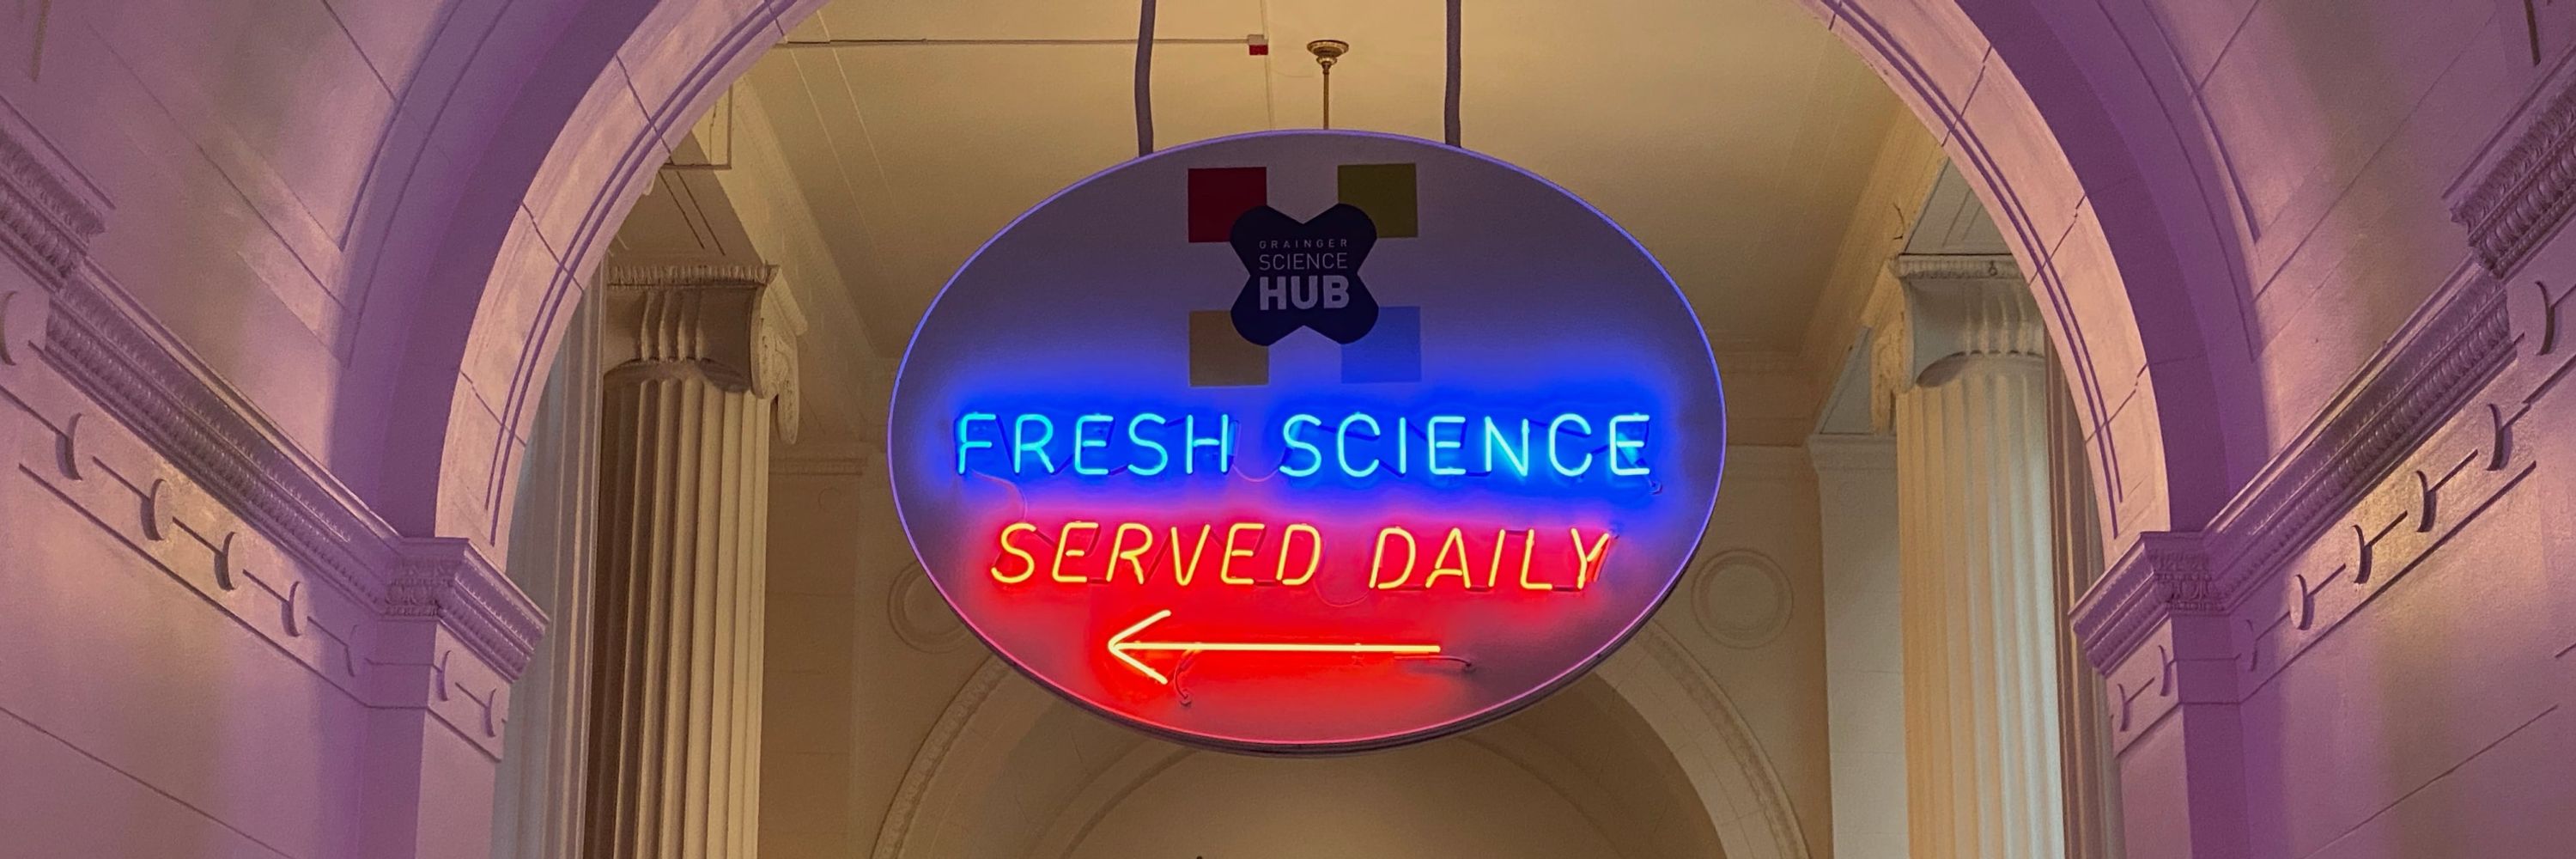 GRAINGER
SCIENCE
HUB
FRESH SCIENCE
SERVED DAILY